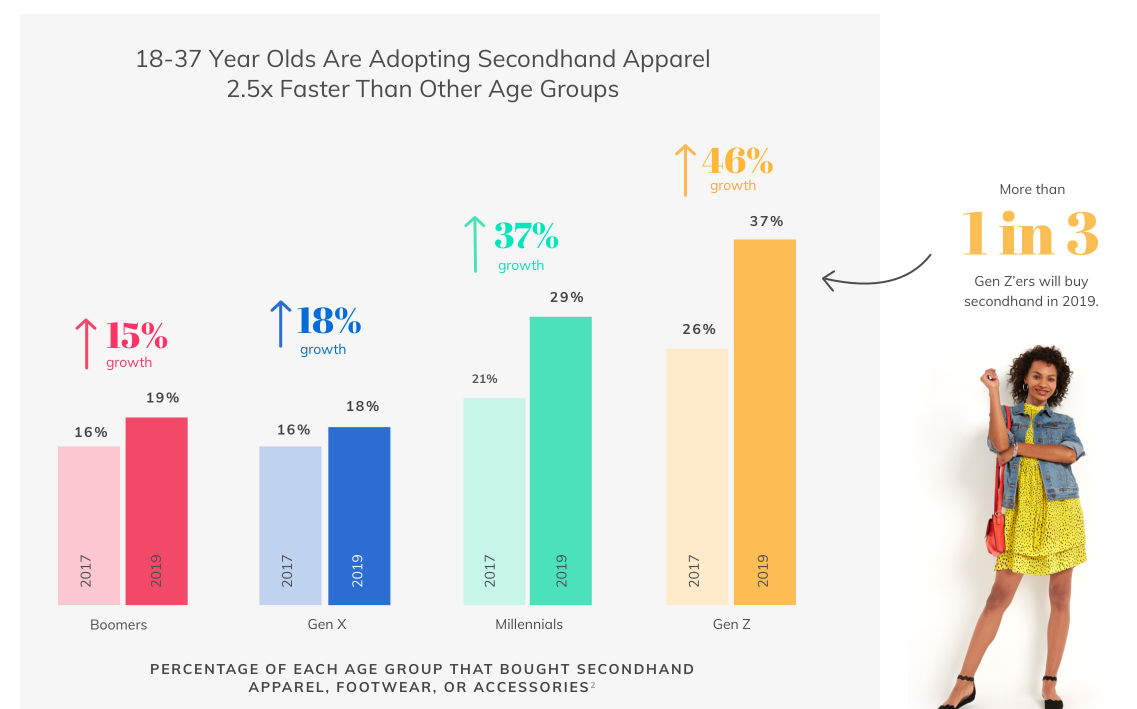 18-37 Year Olds Are Adopting Secondhand Apparel
2.5x Faster Than Other Age Groups
46%
growth
37%
37%
growth
29%
26%
15%
growth
18%
growth
21%
19%
18%
16%
16%
2017
2019
2017
2019
2017
2019
2017
2019
Boomers
Gen X
Millennials
Gen Z
PERCENTAGE OF EACH AGE GROUP THAT BOUGHT SECONDHAND
APPAREL, FOOTWEAR, OR ACCESSORIES²
More than
1 in 3
Gen Z'ers will buy
secondhand in 2019.